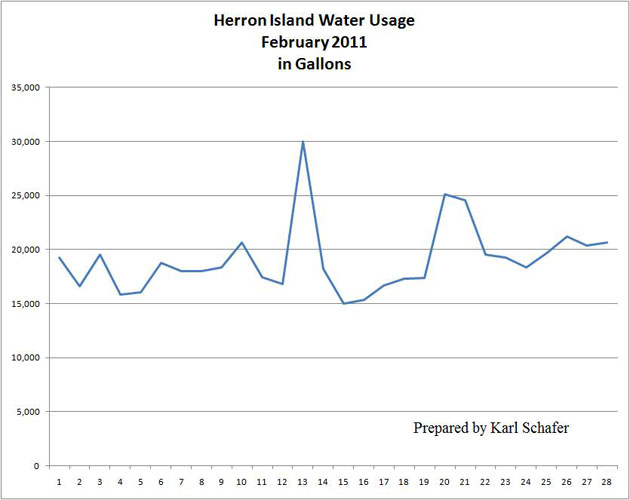 Herron Island Water Usage
February 2011
in Gallons
35,000
30,000
25,000
20,000
15,000
10,000
5,000
0
Prepared by Karl Schafer
1 2 3 4 5 6 7 8 9 10 11 12 13 14 15 16 17 18 19 20 21 22 23 24 25 26 27 28